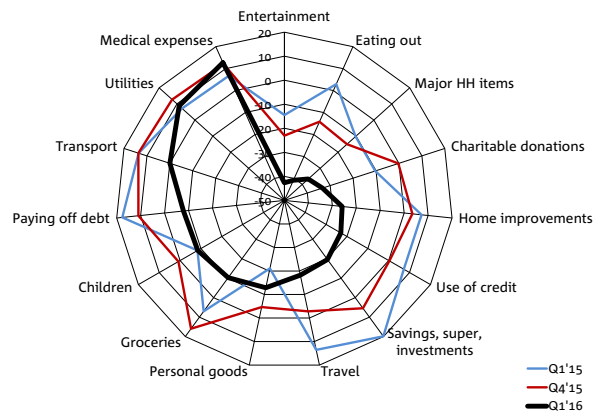 Entertainment
Eating out
Major HH items
Charitable donations
Home improvements
Use of credit
Savings, super,
investments
Travel
Personal goods
Groceries
Children
Paying off debt
Transport
Utilities
Medical expenses
20
10
0
-10
-20
-30
-40
-50
Q1'15
Q4'15
Q1'16